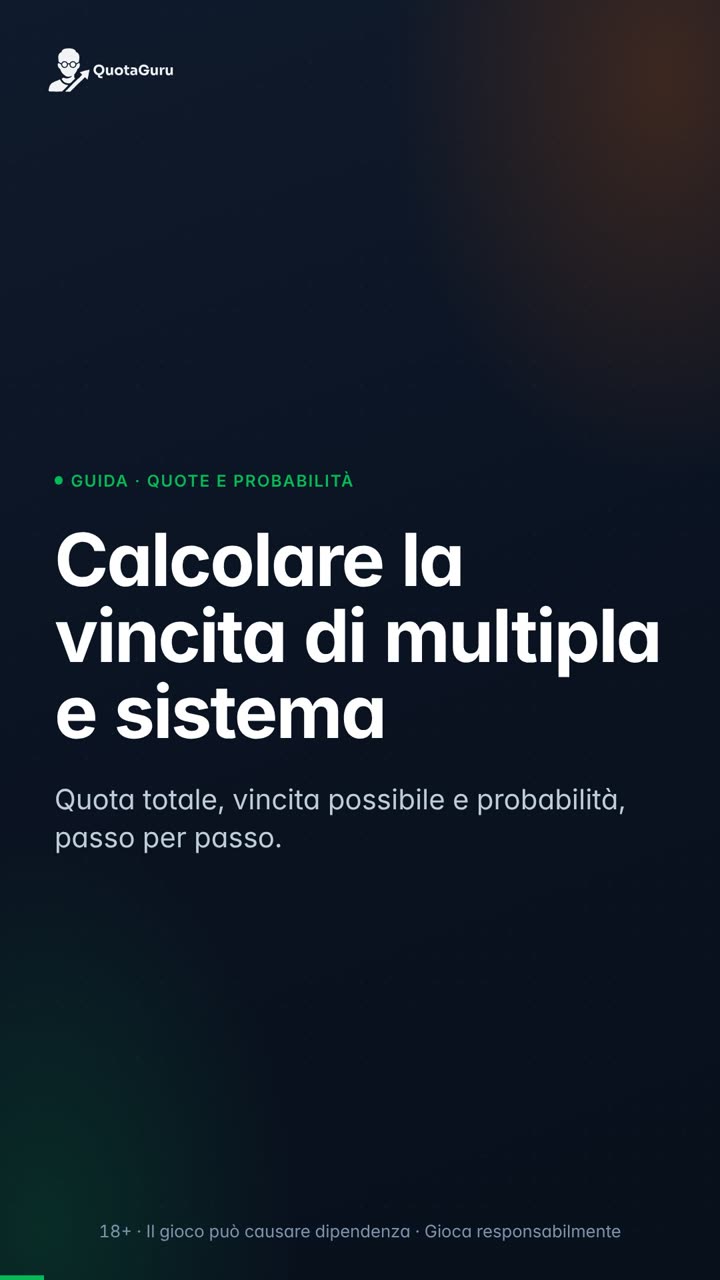 QuotaGuru
GUIDA · QUOTE E PROBABILITÀ
Calcolare la
vincita di multipla
e sistema
Quota totale, vincita possibile e probabilità,
passo per passo.
18+ · Il gioco può causare dipendenza · Gioca responsabilmente